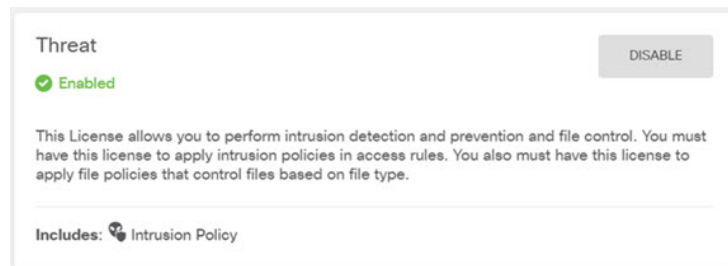 Threat
DISABLE
Enabled
This License allows you to perform intrusion detection and prevention and file control. You must
have this license to apply intrusion policies in access rules. You also must have this license to
apply file policies that control files based on file type.
Includes: Intrusion Policy